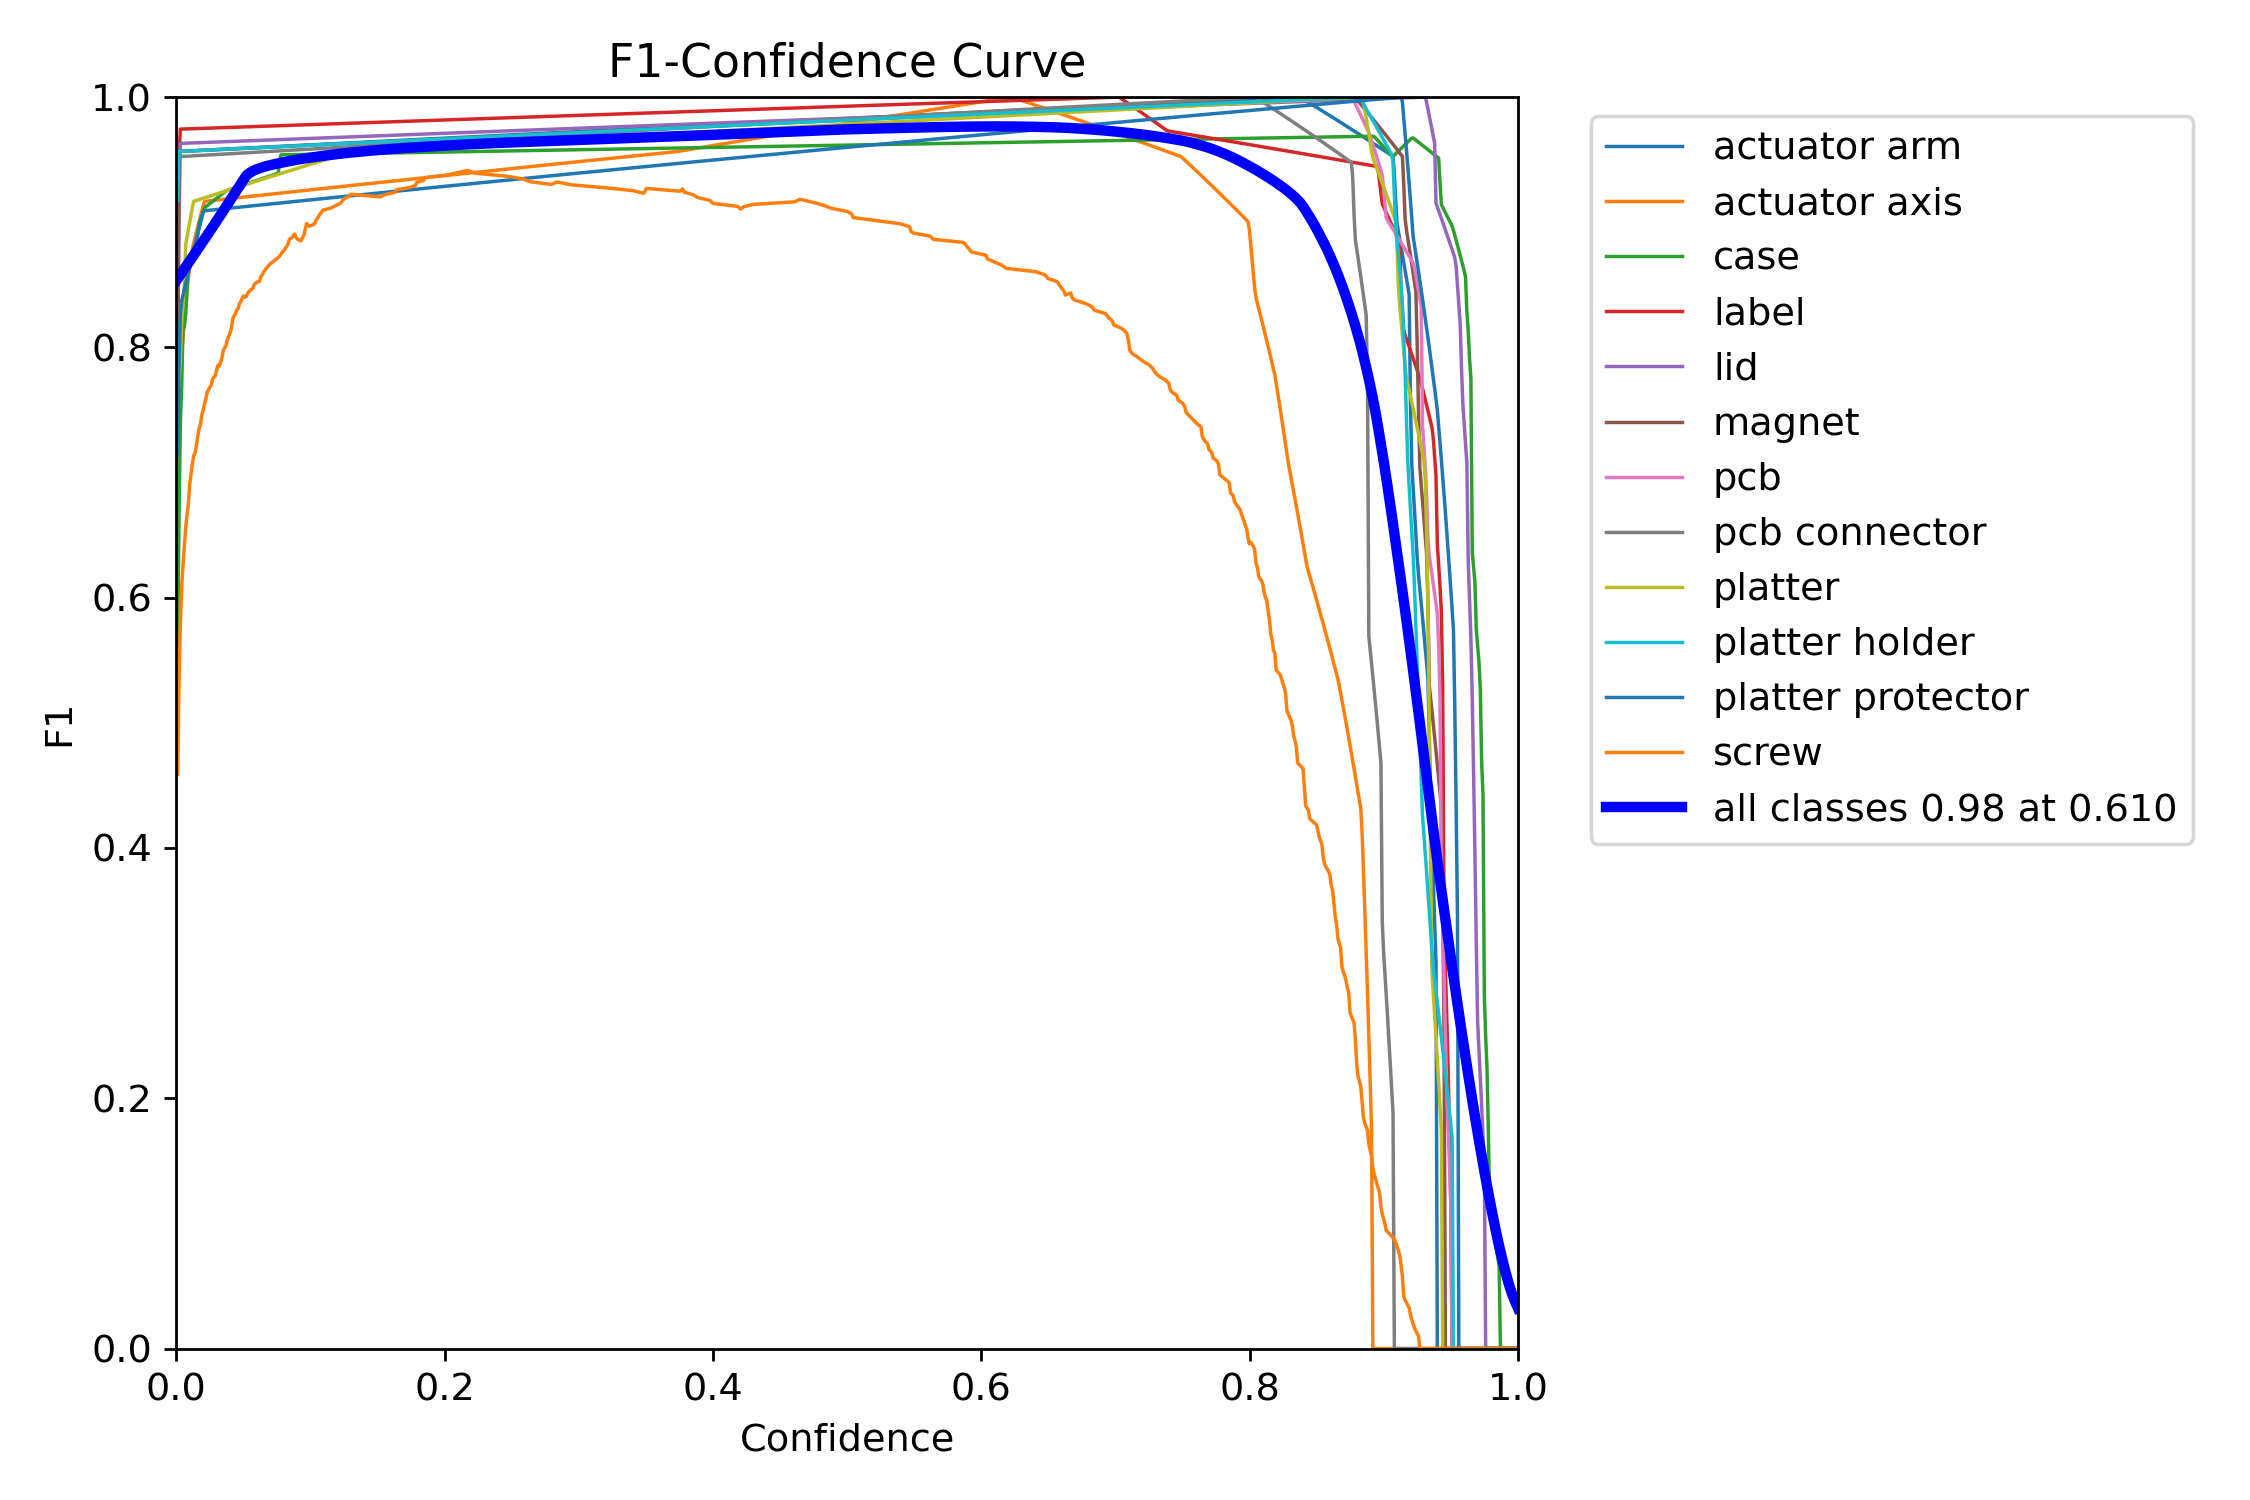 F1-Confidence Curve
1.0
0.8
0.6
0.4
0.2
0.0
F1
0.0 0.2 0.4 0.6 0.8 1.0
Confidence
actuator arm
actuator axis
case
label
lid
magnet
pcb
pcb connector
platter
platter holder
platter protector
screw
all classes 0.98 at 0.610